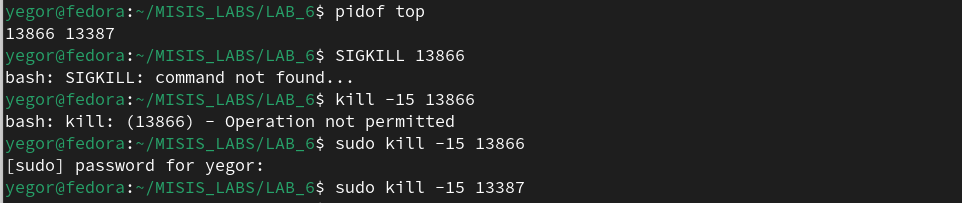 yegor@fedora:~/MISIS_LABS/LAB_6$ pidof top
13866 13387
yegor@fedora:~/MISIS_LABS/LAB_6$ SIGKILL 13866
bash: SIGKILL: command not found...
yegor@fedora:~/MISIS_LABS/LAB_6$ kill -15 13866
bash: kill: (13866) - Operation not permitted
yegor@fedora:~/MISIS_LABS/LAB_6$ sudo kill -15 13866
[sudo] password for yegor:
yegor@fedora:~/MISIS_LABS/LAB_6$ sudo kill -15 13387